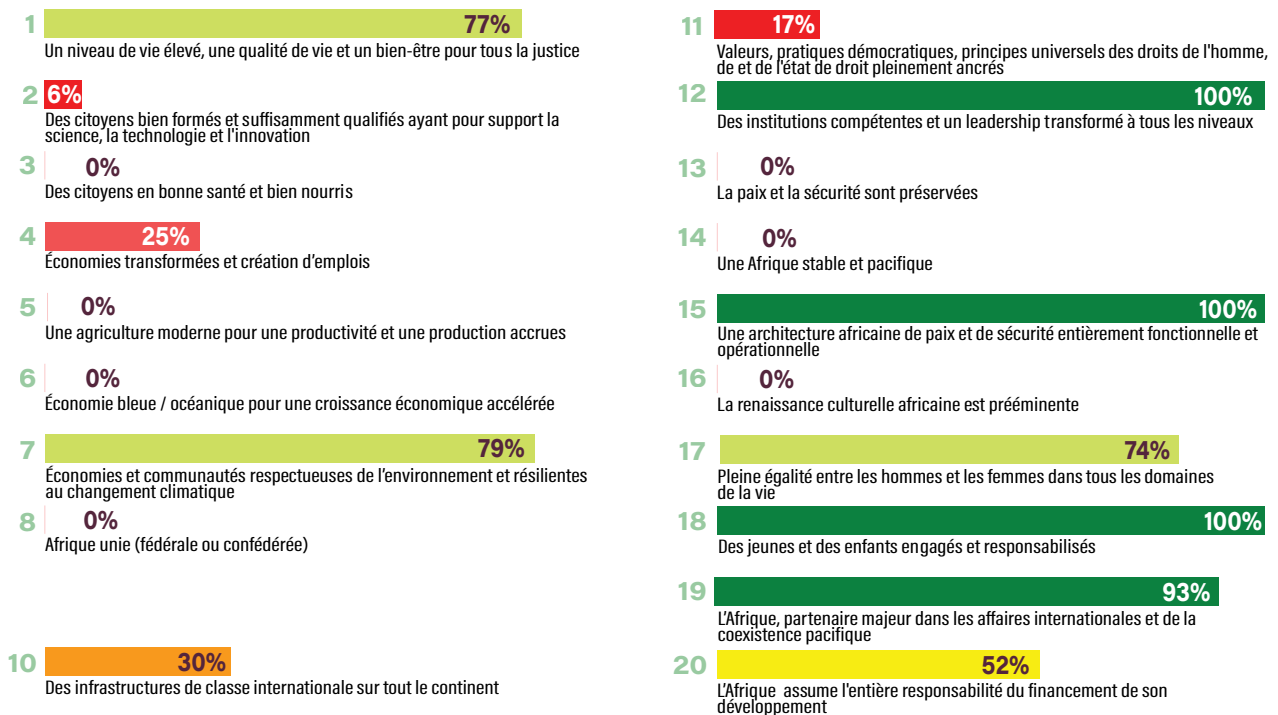 1
77%
Un niveau de vie élevé, une qualité de vie et un bien-être pour tous la justice
2
6%
Des citoyens bien formés et suffisamment qualifiés ayant pour support la
science, la technologie et l'innovation
3
0%
Des citoyens en bonne santé et bien nourris
4
25%
Économies transformées et création d'emplois
5
0%
Une agriculture moderne pour une productivité et une production accrues
6
0%
Économie bleue / océanique pour une croissance économique accélérée
7
79%
Économies et communautés respectueuses de l'environnement et résilientes
au changement climatique
8
0%
Afrique unie (fédérale ou confédérée)
10
30%
Des infrastructures de classe internationale sur tout le continent
11
17%
Valeurs, pratiques démocratiques, principes universels des droits de l'homme,
de et de l'état de droit pleinement ancrés
12
100%
Des institutions compétentes et un leadership transformé à tous les niveaux
13
0%
La paix et la sécurité sont préservées
14
0%
Une Afrique stable et pacifique
15
100%
Une architecture africaine de paix et de sécurité entièrement fonctionnelle et
opérationnelle
16
0%
La renaissance culturelle africaine est prééminente
17
74%
Pleine égalité entre les hommes et les femmes dans tous les domaines
de la vie
18
100%
Des jeunes et des enfants engagés et responsabilisés
19
93%
L'Afrique, partenaire majeur dans les affaires internationales et de la
coexistence pacifique
20
52%
L'Afrique assume l'entière responsabilité du financement de son
développement